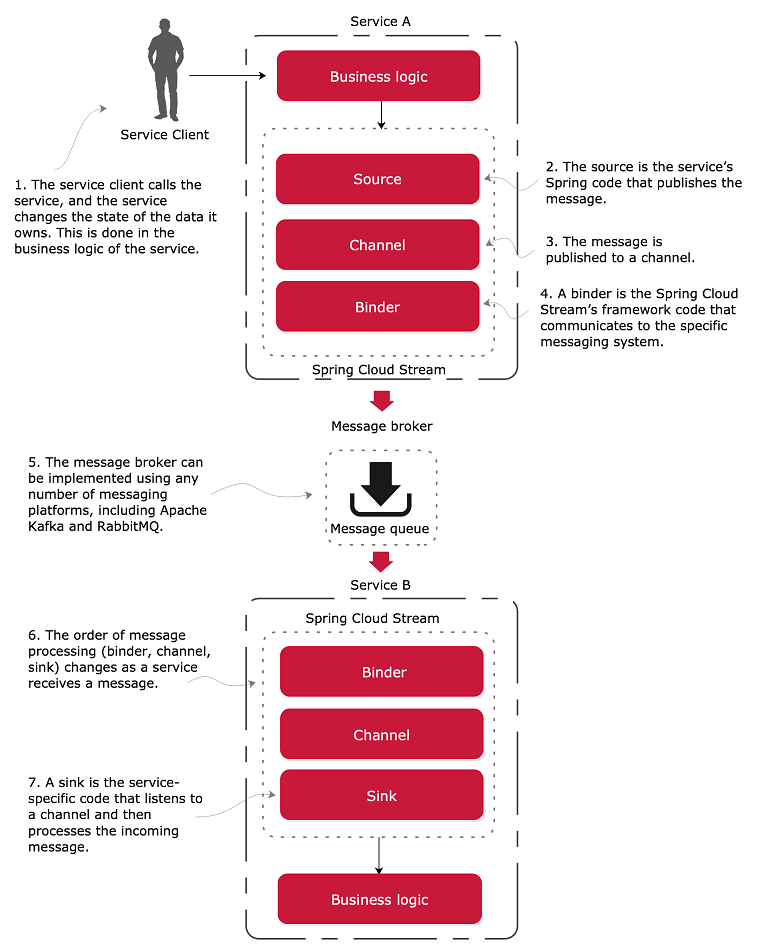 Service A
Business logic
Service Client
1. The service client calls the
service, and the service
changes the state of the data it
owns. This is done in the
business logic of the service.
Source
2. The source is the service’s
Spring code that publishes the
message.
Channel
3. The message is
published to a channel.
Binder
4. A binder is the Spring Cloud
Stream’s framework code that
communicates to the specific
messaging system.
Spring Cloud Stream
Message broker
5. The message broker can
be implemented using any
number of messaging
platforms, including Apache
Kafka and RabbitMQ.
Message queue
Service B
Spring Cloud Stream
6. The order of message
processing (binder, channel,
sink) changes as a service
receives a message.
Binder
Channel
7. A sink is the service-
specific code that listens to
a channel and then
processes the incoming
message.
Sink
Business logic